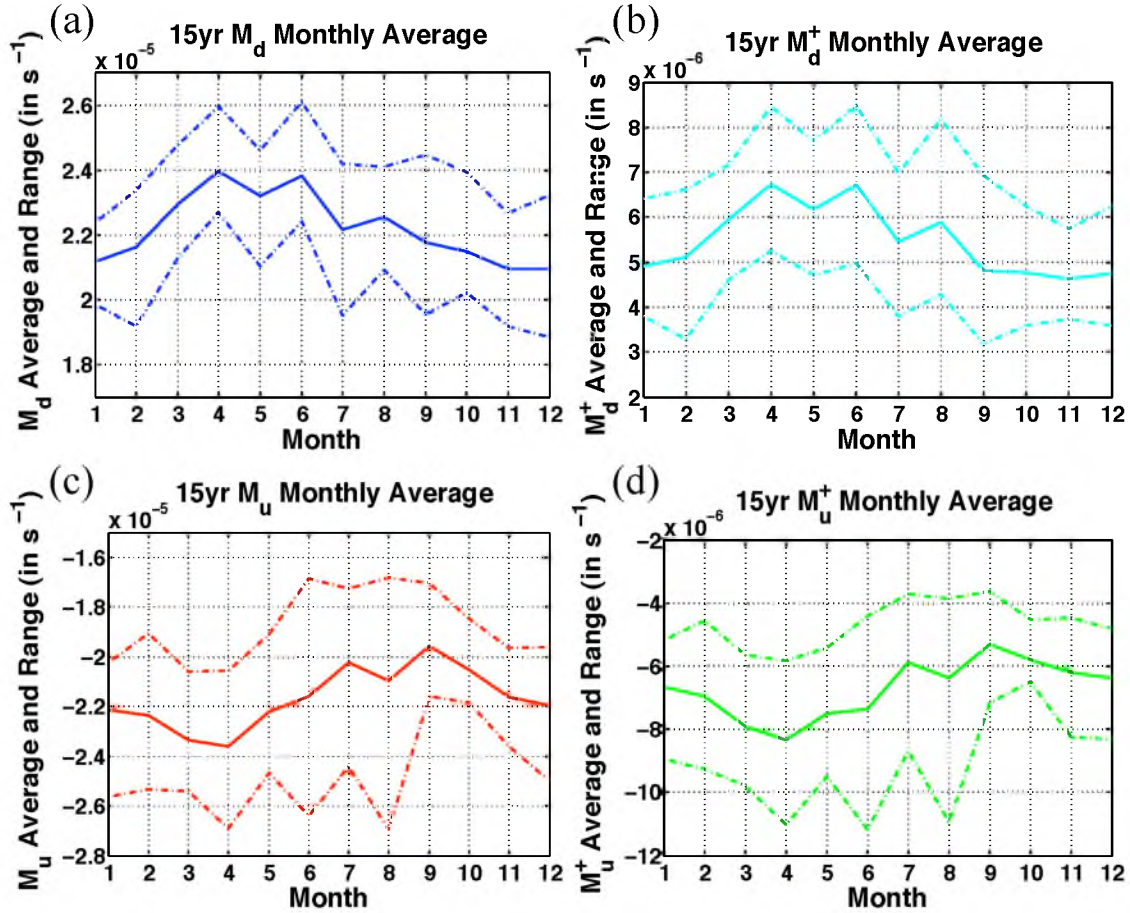 (a)
15yr M_d Monthly Average
x 10^−5
M_d Average and Range (in s^−1)
2.6
2.4
2.2
2
1.8
1 2 3 4 5 6 7 8 9 10 11 12
Month
(b)
15yr M_d^+ Monthly Average
x 10^−6
M_d^+ Average and Range (in s^−1)
9
8
7
6
5
4
3
2
1 2 3 4 5 6 7 8 9 10 11 12
Month
(c)
15yr M_u Monthly Average
x 10^−5
M_u Average and Range (in s^−1)
−1.6
−1.8
−2
−2.2
−2.4
−2.6
−2.8
1 2 3 4 5 6 7 8 9 10 11 12
Month
(d)
15yr M_u^+ Monthly Average
x 10^−6
M_u^+ Average and Range (in s^−1)
−2
−4
−6
−8
−10
−12
1 2 3 4 5 6 7 8 9 10 11 12
Month